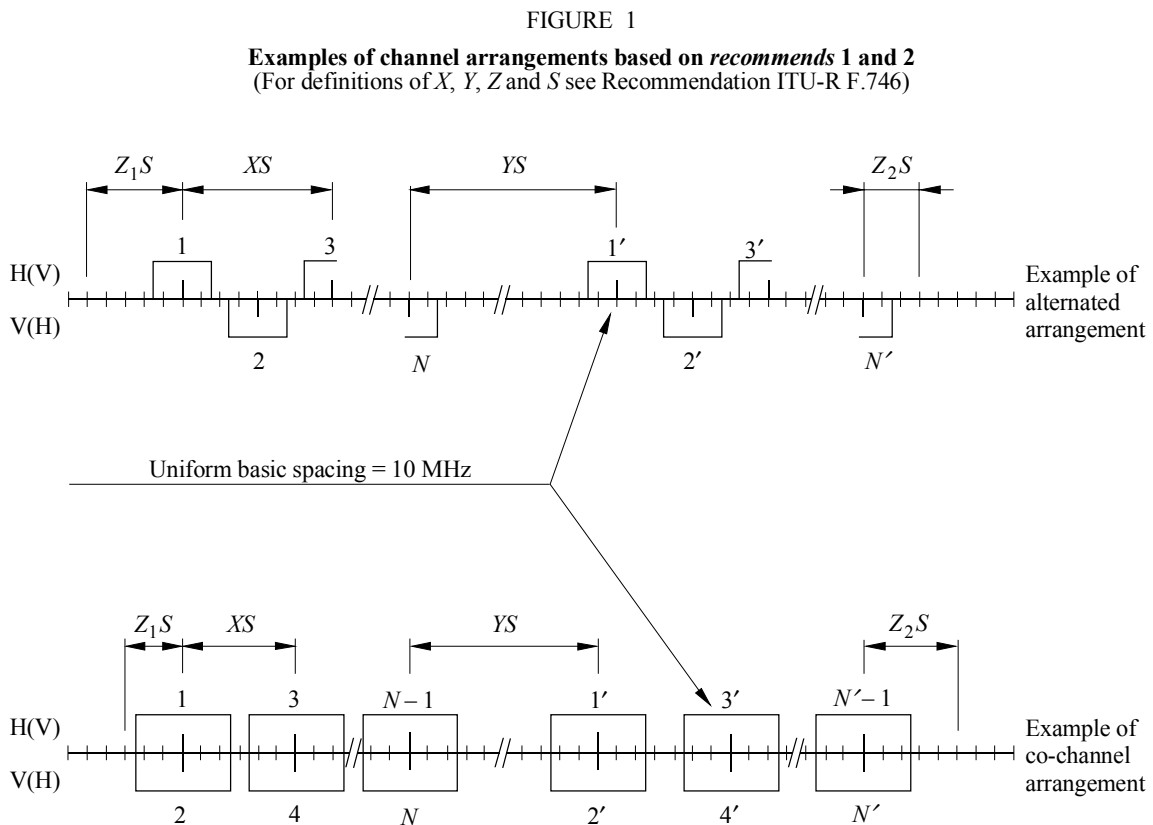 FIGURE 1
Examples of channel arrangements based on recommends 1 and 2
(For definitions of X, Y, Z and S see Recommendation ITU-R F.746)
Z1S XS YS Z2S
1 3 1′ 3′
H(V)
V(H)
2 N 2′ N′
Example of
alternated
arrangement
Uniform basic spacing = 10 MHz
Z1S XS YS Z2S
1 3 N – 1 1′ 3′ N′ – 1
H(V)
V(H)
2 4 N 2′ 4′ N′
Example of
co-channel
arrangement